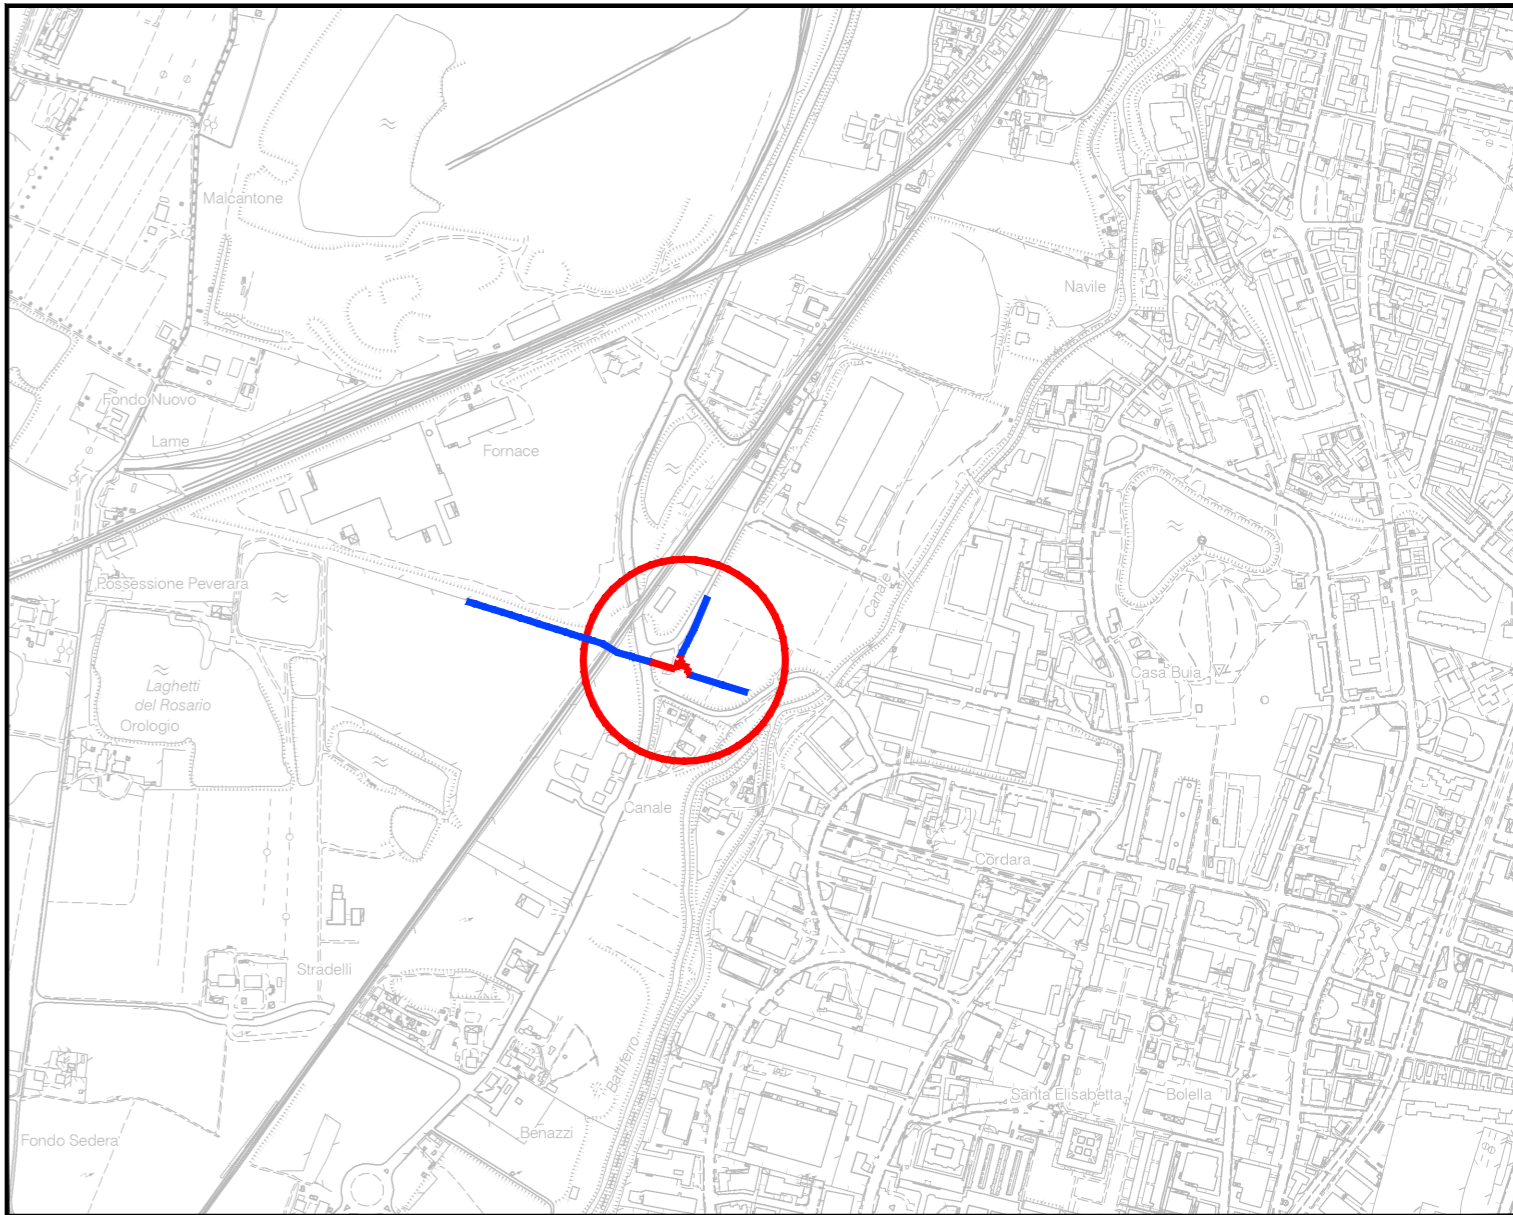 Malcantone
Navile
Fondo Nuovo
Lame
Fornace
Canale
Possessione Peverara
Laghetti
del Rosario
Orologio
Casa Buia
Canale
Cordara
Stradelli
Battiferro
Santa Elisabetta
Bolella
Benazzi
Fondo Sedera